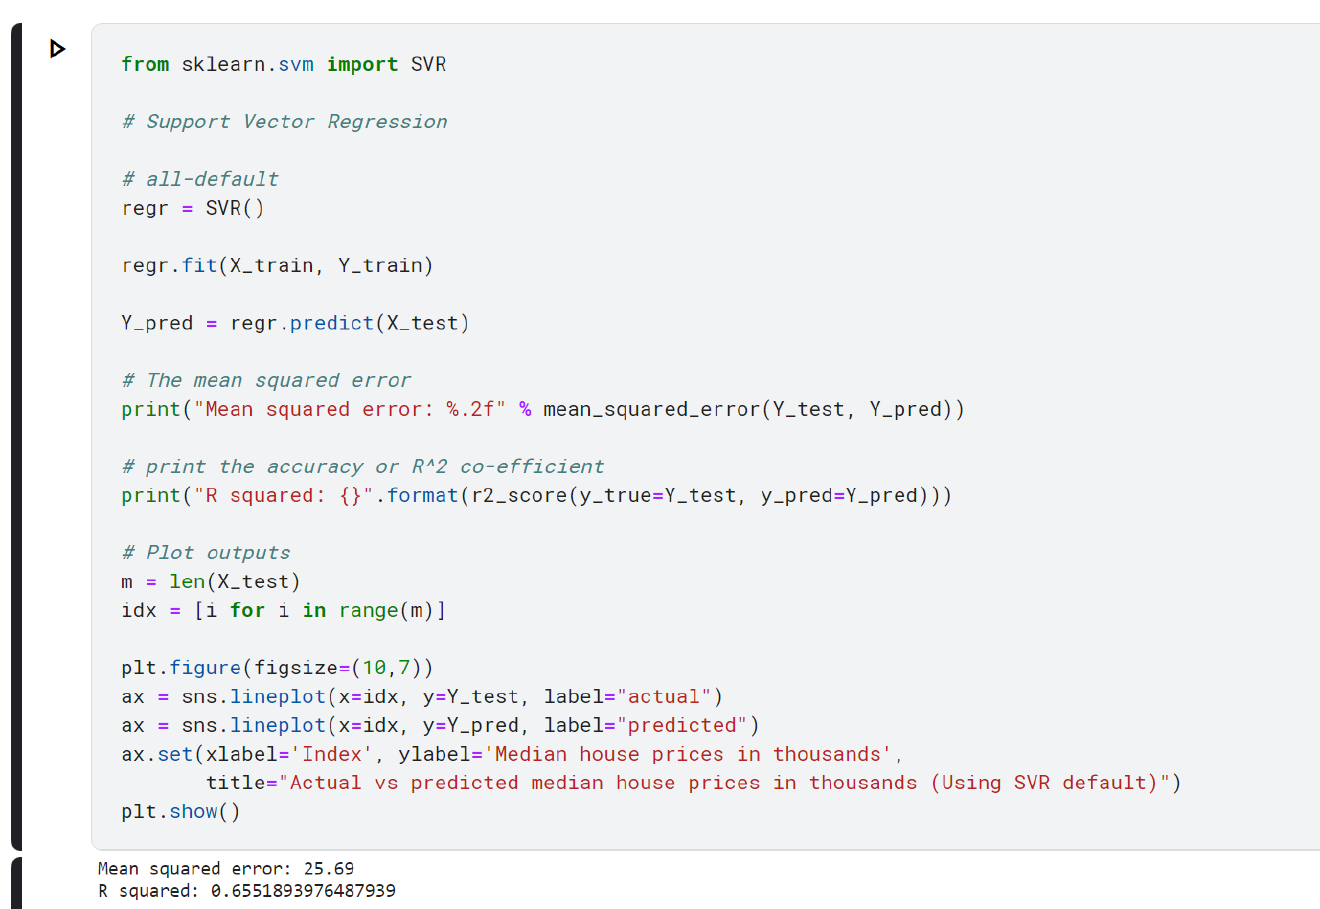 from sklearn.svm import SVR
# Support Vector Regression
# all-default
regr = SVR()
regr.fit(X_train, Y_train)
Y_pred = regr.predict(X_test)
# The mean squared error
print("Mean squared error: %.2f" % mean_squared_error(Y_test, Y_pred))
# print the accuracy or R^2 co-efficient
print("R squared: {}".format(r2_score(y_true=Y_test, y_pred=Y_pred)))
# Plot outputs
m = len(X_test)
idx = [i for i in range(m)]
plt.figure(figsize=(10,7))
ax = sns.lineplot(x=idx, y=Y_test, label="actual")
ax = sns.lineplot(x=idx, y=Y_pred, label="predicted")
ax.set(xlabel='Index', ylabel='Median house prices in thousands',
       title="Actual vs predicted median house prices in thousands (Using SVR default)")
plt.show()
Mean squared error: 25.69
R squared: 0.6551893976487939